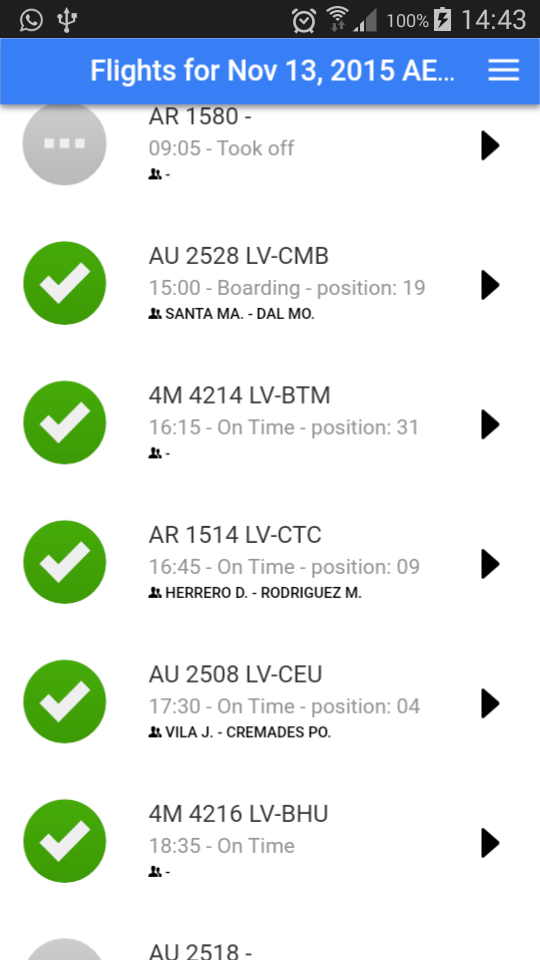 100% 14:43
Flights for Nov 13, 2015 AE...
AR 1580 -
09:05 - Took off
-
AU 2528 LV-CMB
15:00 - Boarding - position: 19
SANTA MA. - DAL MO.
4M 4214 LV-BTM
16:15 - On Time - position: 31
-
AR 1514 LV-CTC
16:45 - On Time - position: 09
HERRERO D. - RODRIGUEZ M.
AU 2508 LV-CEU
17:30 - On Time - position: 04
VILA J. - CREMADES PO.
4M 4216 LV-BHU
18:35 - On Time
-
AU 2518 -